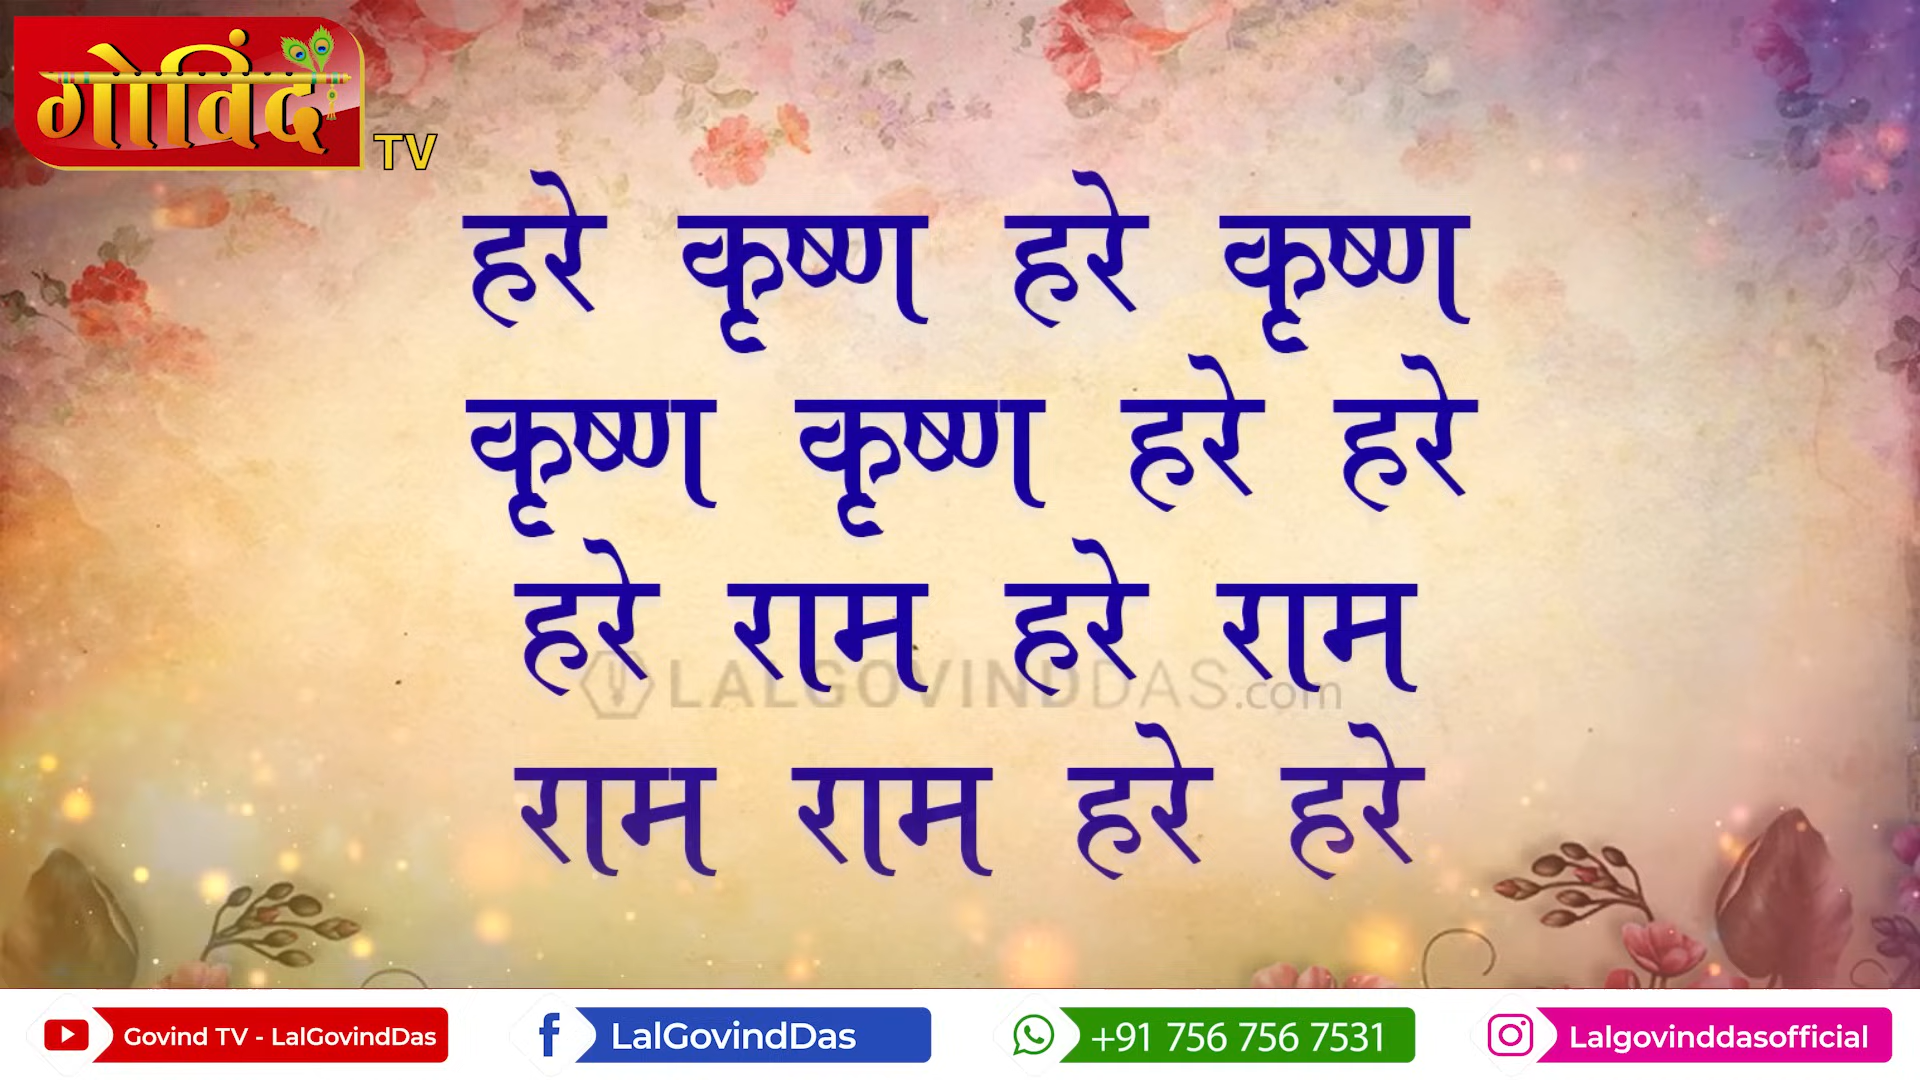 गोविंद TV
हरे कृष्ण हरे कृष्ण
कृष्ण कृष्ण हरे हरे
हरे राम हरे राम
LALGOVINDDAS.com
राम राम हरे हरे
Govind TV - LalGovindDas
LalGovindDas
+91 756 756 7531
Lalgovinddasofficial